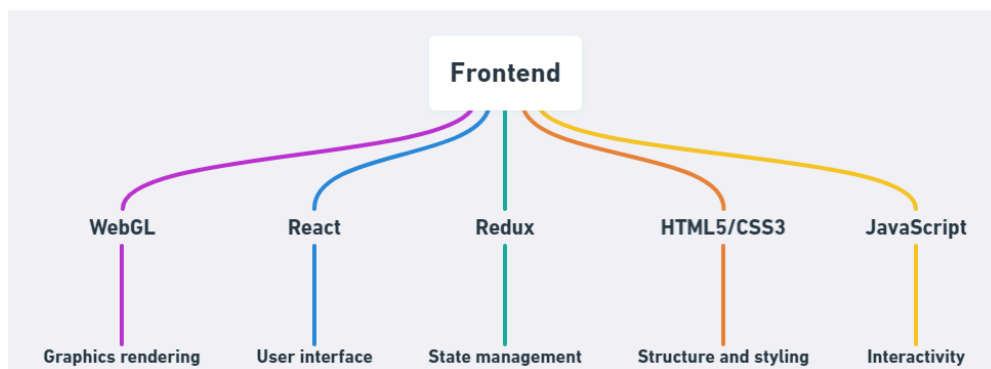 Frontend
WebGL
React
Redux
HTML5/CSS3
JavaScript
Graphics rendering
User interface
State management
Structure and styling
Interactivity